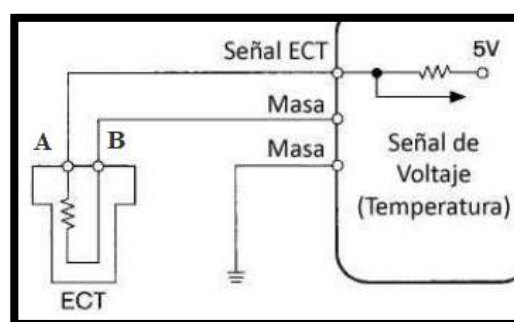 Señal ECT
5V
Masa
A
B
Masa
Señal de
Voltaje
(Temperatura)
ECT